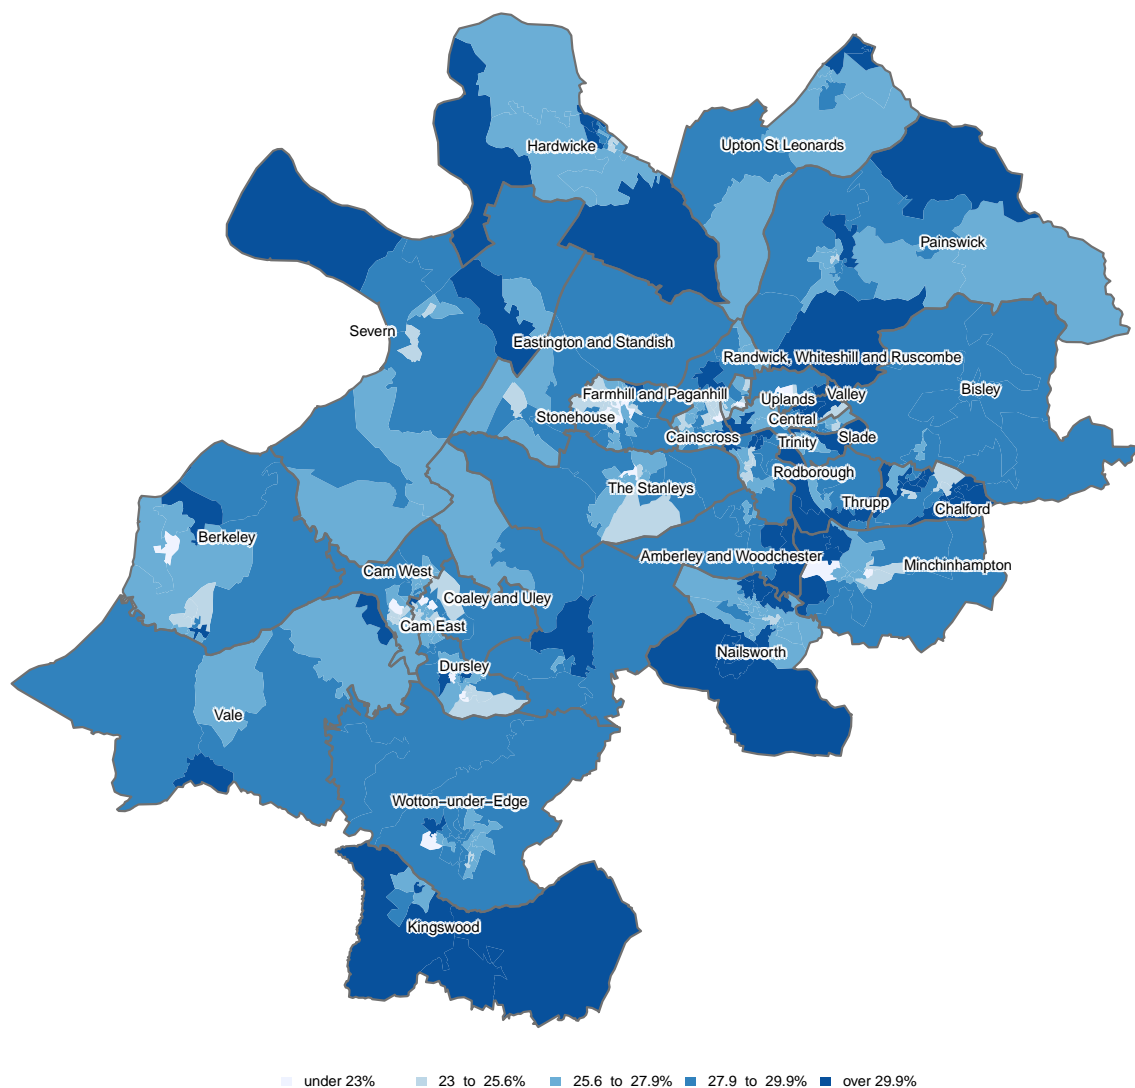 Hardwicke
Upton St Leonards
Painswick
Severn
Eastington and Standish
Randwick, Whiteshill and Ruscombe
Bisley
Farmhill and Paganhill
Uplands
Valley
Stonehouse
Central
Cainscross
Trinity
Slade
Rodborough
The Stanleys
Thrupp
Chalford
Berkeley
Amberley and Woodchester
Minchinhampton
Cam West
Coaley and Uley
Cam East
Nailsworth
Dursley
Vale
Wotton−under−Edge
Kingswood
under 23%
23 to 25.6%
25.6 to 27.9%
27.9 to 29.9%
over 29.9%